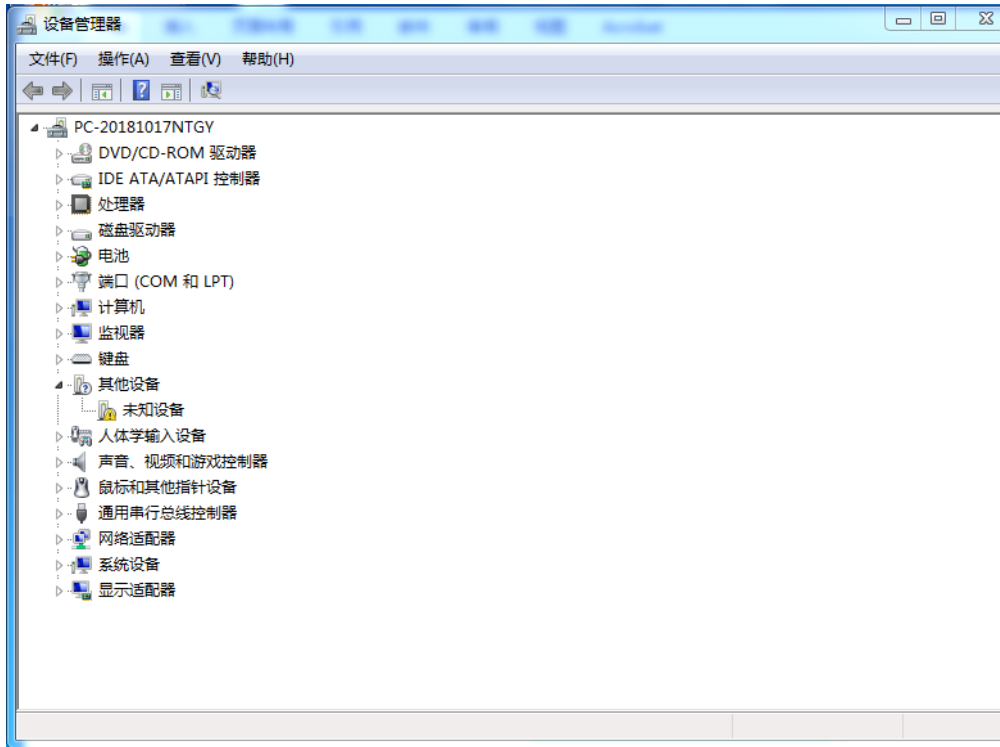 设备管理器
文件(F) 操作(A) 查看(V) 帮助(H)
PC-20181017NTGY
DVD/CD-ROM 驱动器
IDE ATA/ATAPI 控制器
处理器
磁盘驱动器
电池
端口 (COM 和 LPT)
计算机
监视器
键盘
其他设备
未知设备
人体学输入设备
声音、视频和游戏控制器
鼠标和其他指针设备
通用串行总线控制器
网络适配器
系统设备
显示适配器